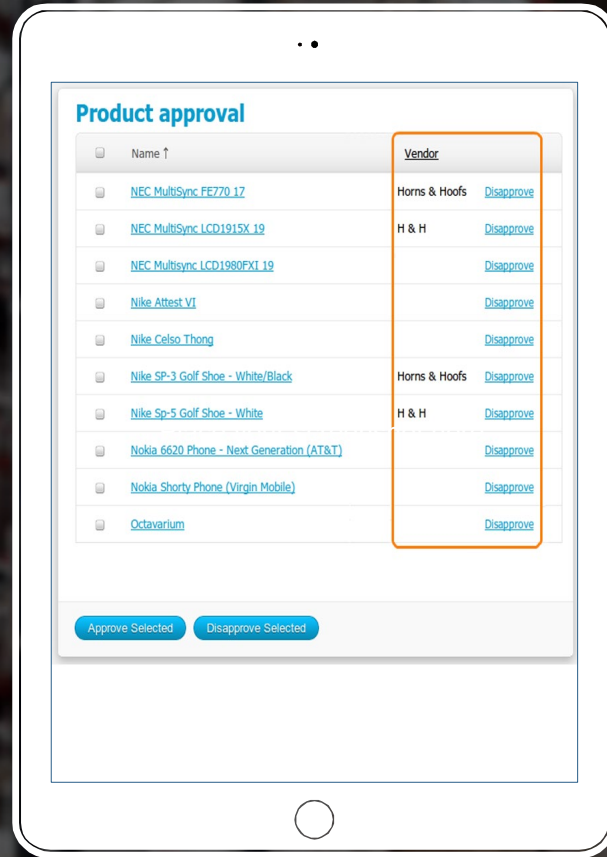 Product approval
Name ↑ Vendor
NEC MultiSync FE770 17 Horns & Hoofs Disapprove
NEC MultiSync LCD1915X 19 H & H Disapprove
NEC Multisync LCD1980FXI 19 Disapprove
Nike Attest VI Disapprove
Nike Celso Thong Disapprove
Nike SP-3 Golf Shoe - White/Black Horns & Hoofs Disapprove
Nike Sp-5 Golf Shoe - White H & H Disapprove
Nokia 6620 Phone - Next Generation (AT&T) Disapprove
Nokia Shorty Phone (Virgin Mobile) Disapprove
Octavarium Disapprove
Approve Selected Disapprove Selected